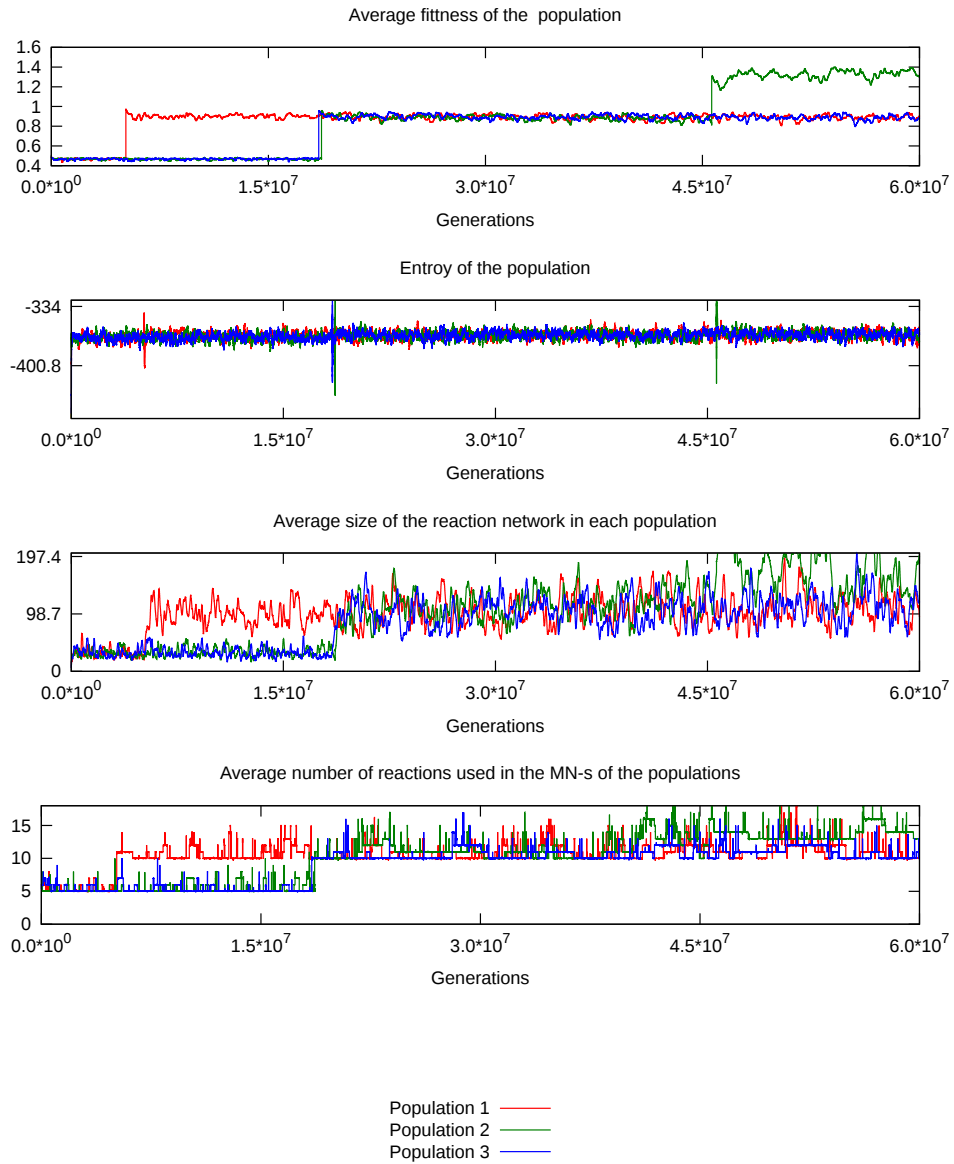 Average fittness of the population
1.6
1.4
1.2
1
0.8
0.6
0.4
0.0*10^0 1.5*10^7 3.0*10^7 4.5*10^7 6.0*10^7
Generations
Entroy of the population
-334
-400.8
0.0*10^0 1.5*10^7 3.0*10^7 4.5*10^7 6.0*10^7
Generations
Average size of the reaction network in each population
197.4
98.7
0
0.0*10^0 1.5*10^7 3.0*10^7 4.5*10^7 6.0*10^7
Generations
Average number of reactions used in the MN-s of the populations
15
10
5
0
0.0*10^0 1.5*10^7 3.0*10^7 4.5*10^7 6.0*10^7
Generations
Population 1
Population 2
Population 3